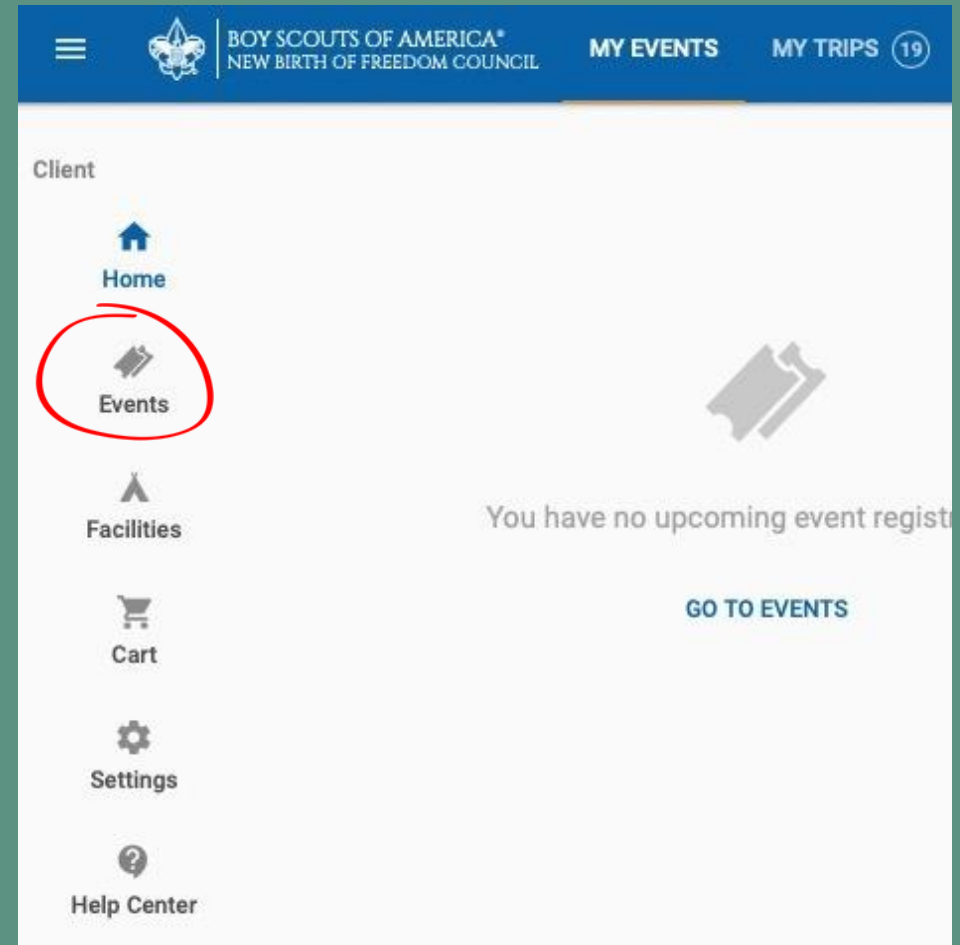 BOY SCOUTS OF AMERICA®
NEW BIRTH OF FREEDOM COUNCIL
MY EVENTS
MY TRIPS 19
Client
Home
Events
Facilities
Cart
Settings
Help Center
You have no upcoming event regist
GO TO EVENTS